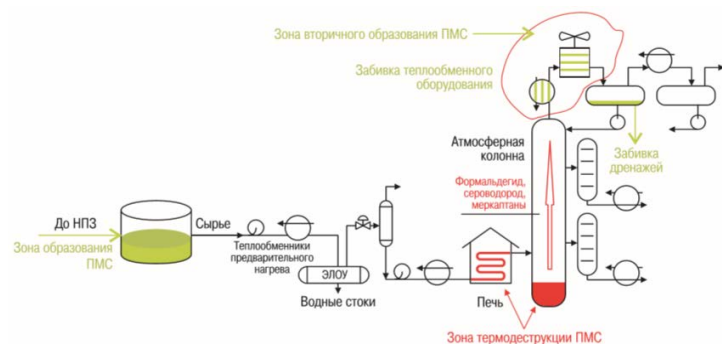 Зона вторичного образования ПМС
Забивка теплообменного
оборудования
Атмосферная
колонна
Забивка
дренажей
Формальдегид,
сероводород,
меркаптаны
До НПЗ
Сырье
Зона образования
ПМС
Теплообменники
предварительного
нагрева
ЭЛОУ
Водные стоки
Печь
Зона термодеструкции ПМС